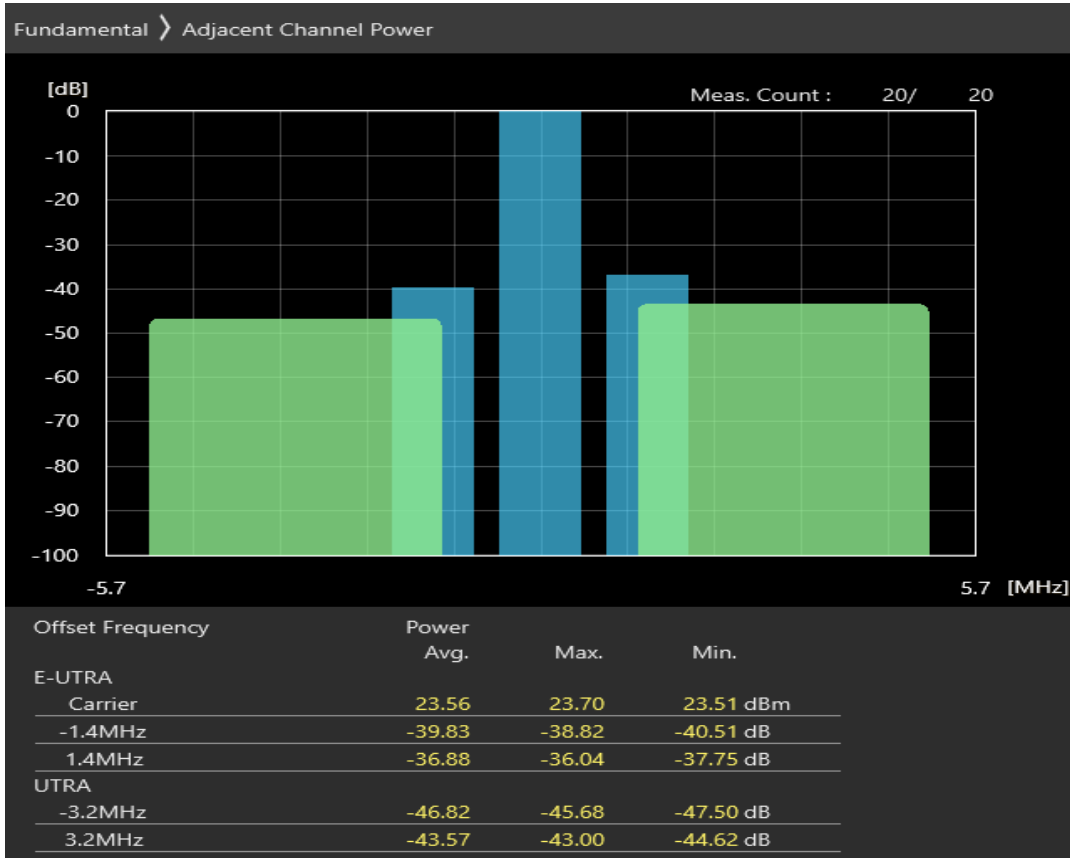 Fundamental 》 Adjacent Channel Power
[dB]
Meas. Count : 20/ 20
0
-10
-20
-30
-40
-50
-60
-70
-80
-90
-100
-5.7 5.7 [MHz]
Offset Frequency Power
Avg. Max. Min.
E-UTRA
Carrier 23.56 23.70 23.51 dBm
-1.4MHz -39.83 -38.82 -40.51 dB
1.4MHz -36.88 -36.04 -37.75 dB
UTRA
-3.2MHz -46.82 -45.68 -47.50 dB
3.2MHz -43.57 -43.00 -44.62 dB